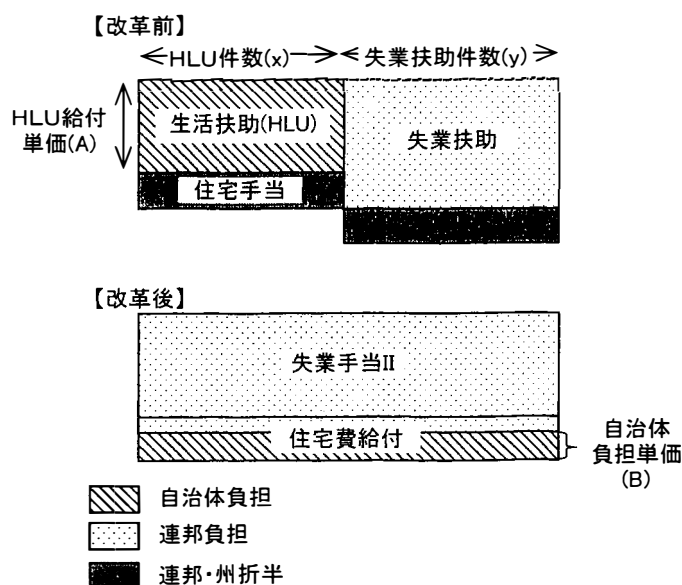 【改革前】
HLU件数(x) 失業扶助件数(y)
HLU給付
単価(A)
生活扶助(HLU)
失業扶助
住宅手当
【改革後】
失業手当II
住宅費給付
自治体
負担単価
(B)
自治体負担
連邦負担
連邦・州折半